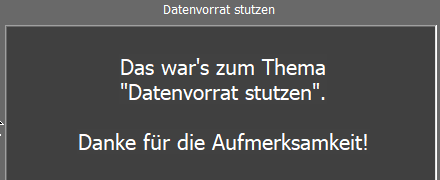 Datenvorrat stutzen
Das war's zum Thema
"Datenvorrat stutzen".
Danke für die Aufmerksamkeit!